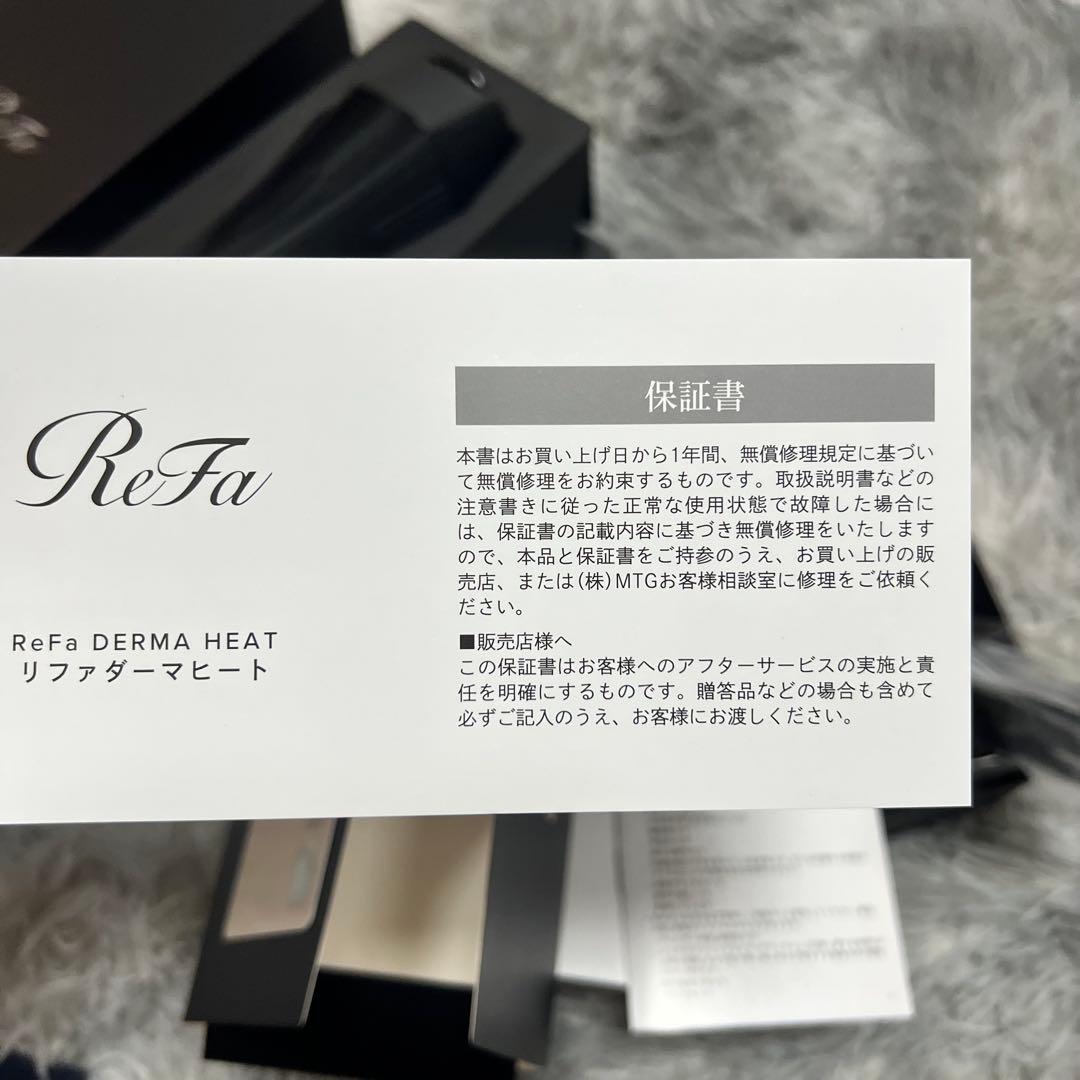 ReFa
ReFa DERMA HEAT
リファダーマヒート
保証書
本書はお買い上げ日から1年間、無償修理規定に基づい
て無償修理をお約束するものです。取扱説明書などの
注意書きに従った正常な使用状態で故障した場合に
は、保証書の記載内容に基づき無償修理をいたします
ので、本品と保証書をご持参のうえ、お買い上げの販
売店、または(株)MTGお客様相談室に修理をご依頼く
ださい。
■販売店様へ
この保証書はお客様へのアフターサービスの実施と責
任を明確にするものです。贈答品などの場合も含めて
必ずご記入のうえ、お客様にお渡しください。